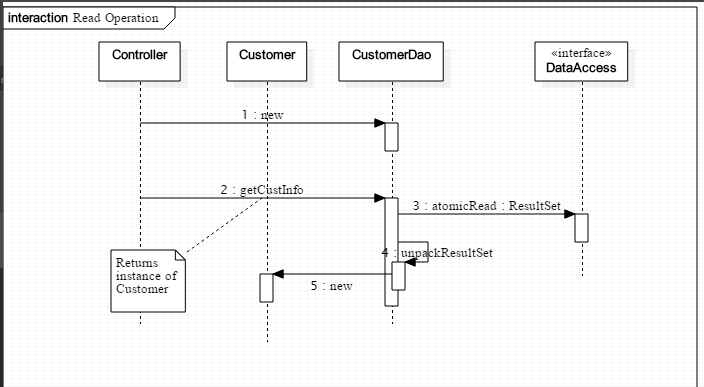 interaction Read Operation
Controller
Customer
CustomerDao
«interface»
DataAccess
1 : new
2 : getCustInfo
3 : atomicRead : ResultSet
4 : unpackResultSet
Returns
instance of
Customer
5 : new